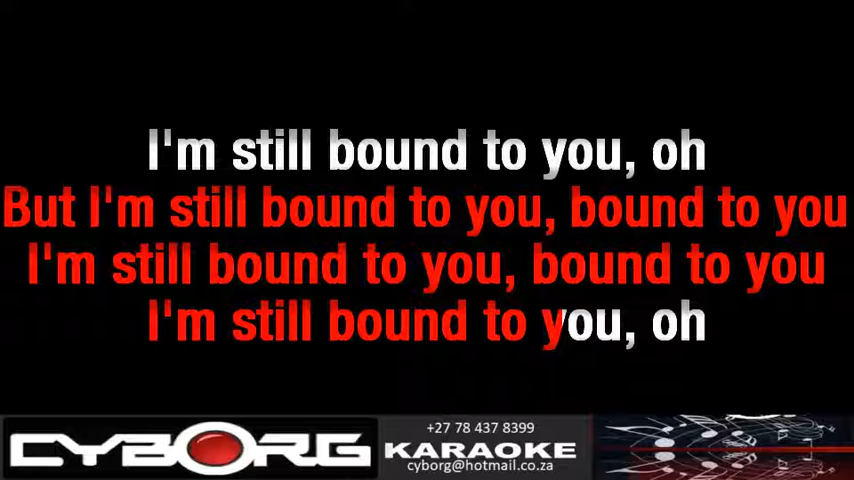 I'm still bound to you, oh
But I'm still bound to you, bound to you
I'm still bound to you, bound to you
I'm still bound to you, oh
CYBORG
+27 78 437 8399
KARAOKE
cyborg@hotmail.co.za